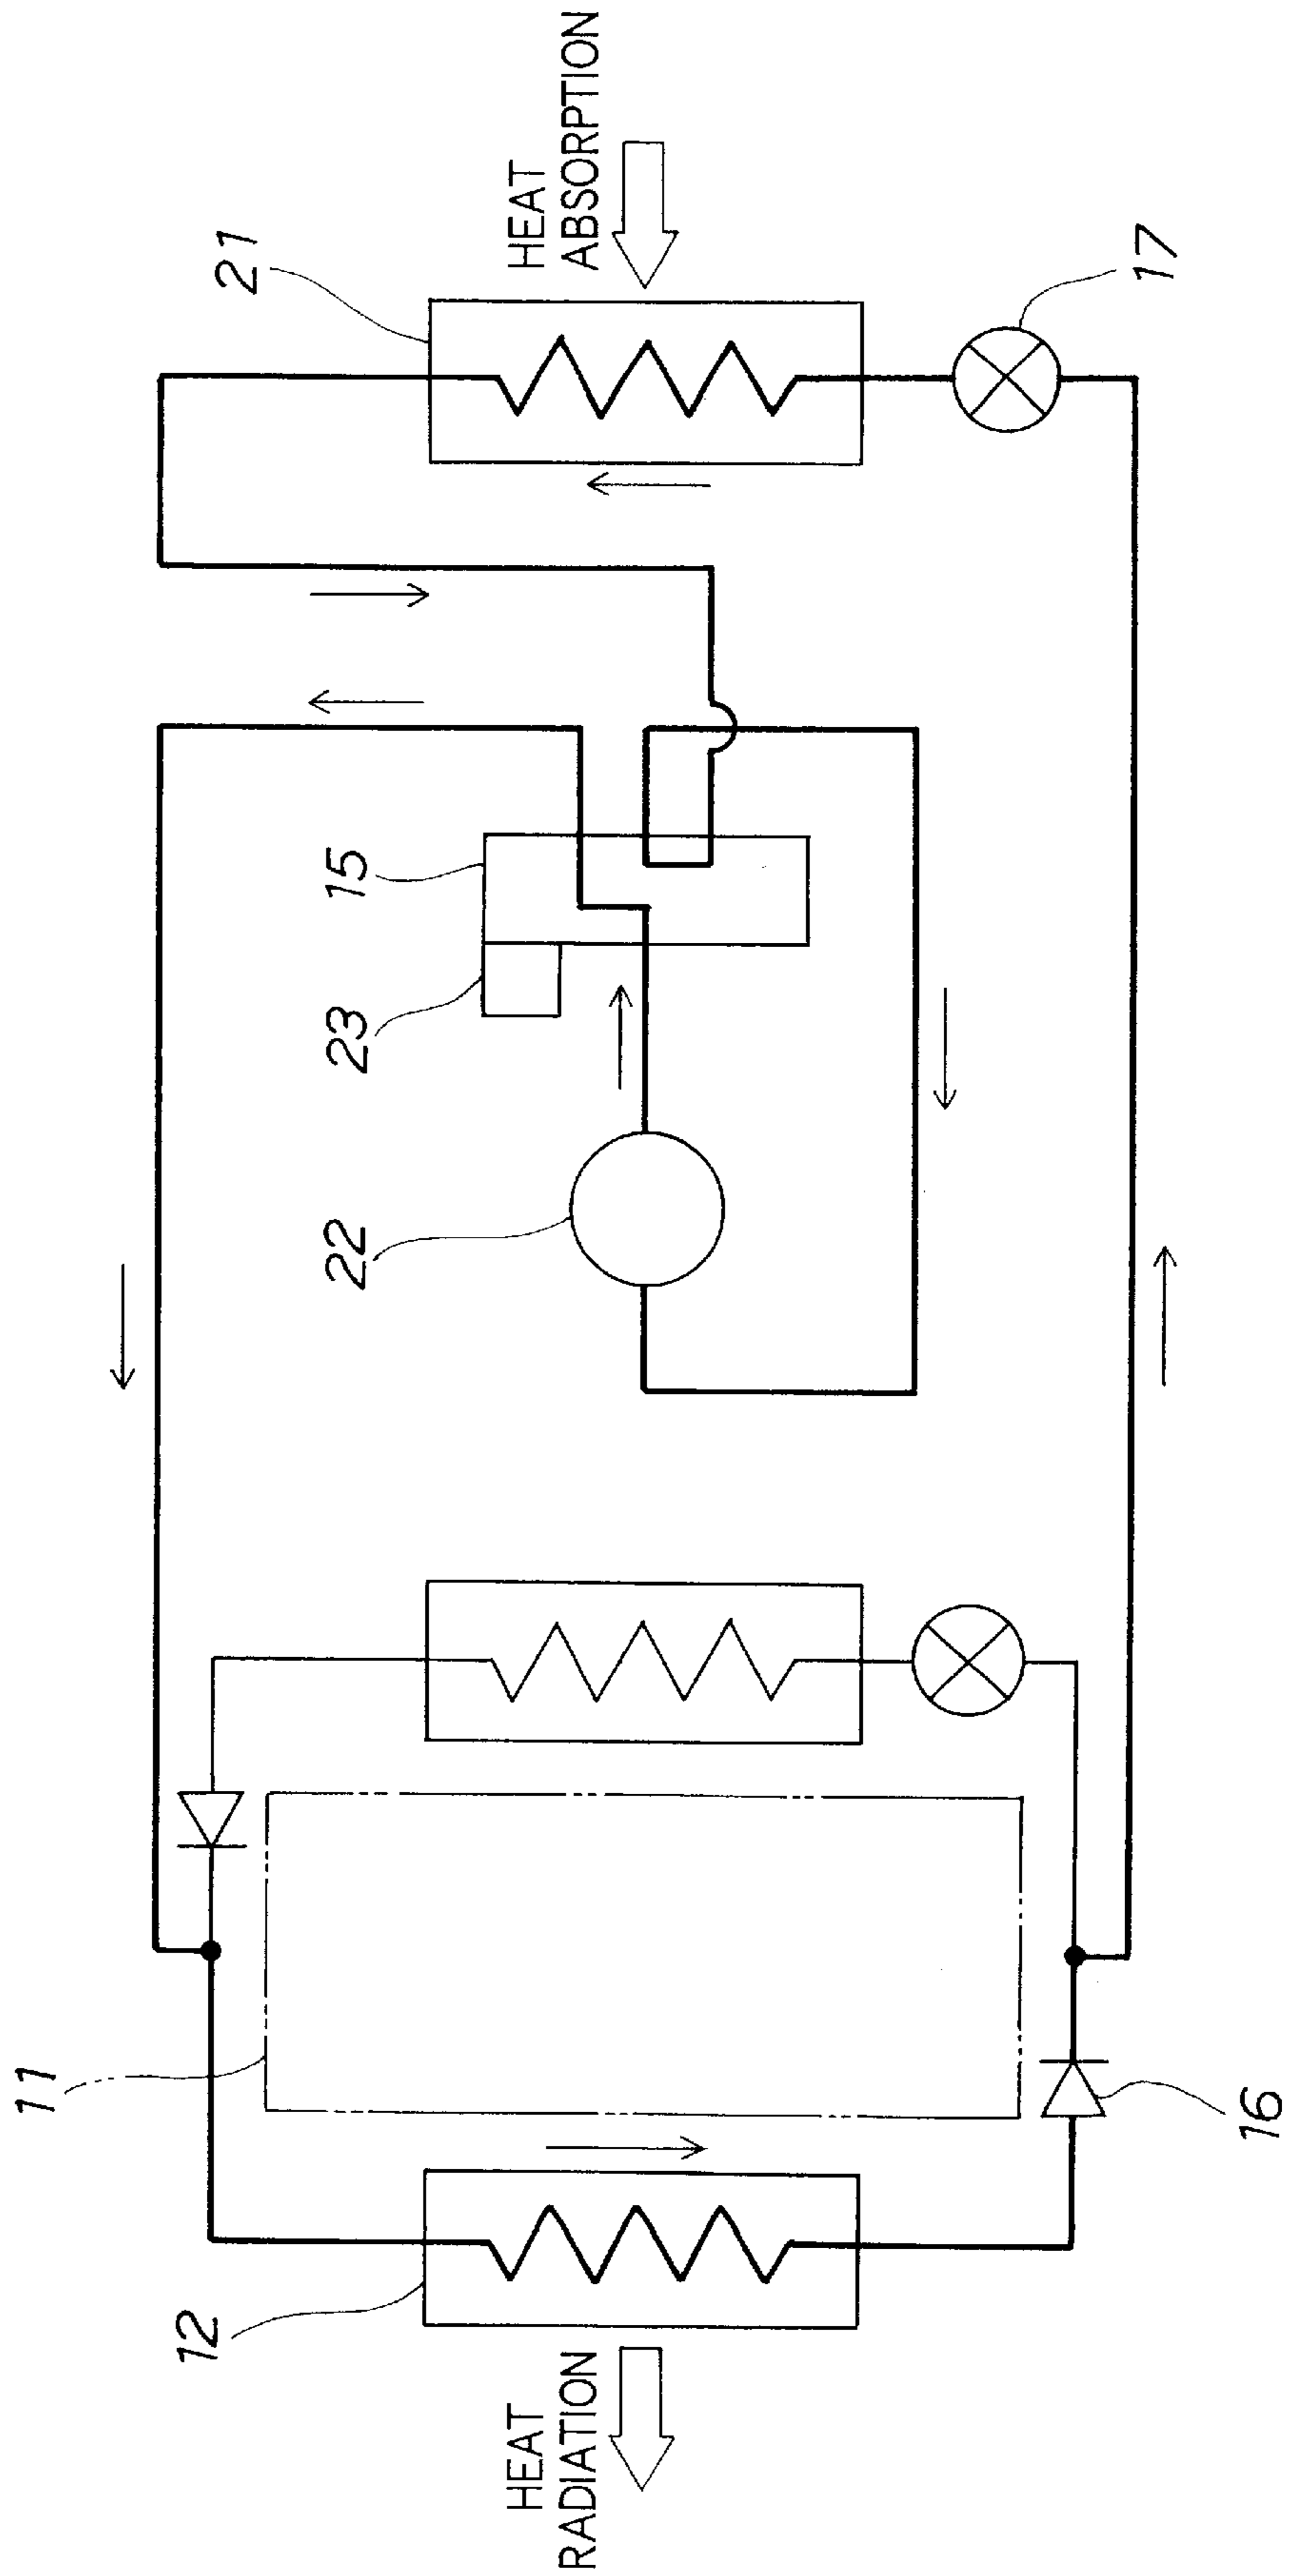 HEAT
RADIATION
12
11
16
22
23
15
21
HEAT
ABSORPTION
17